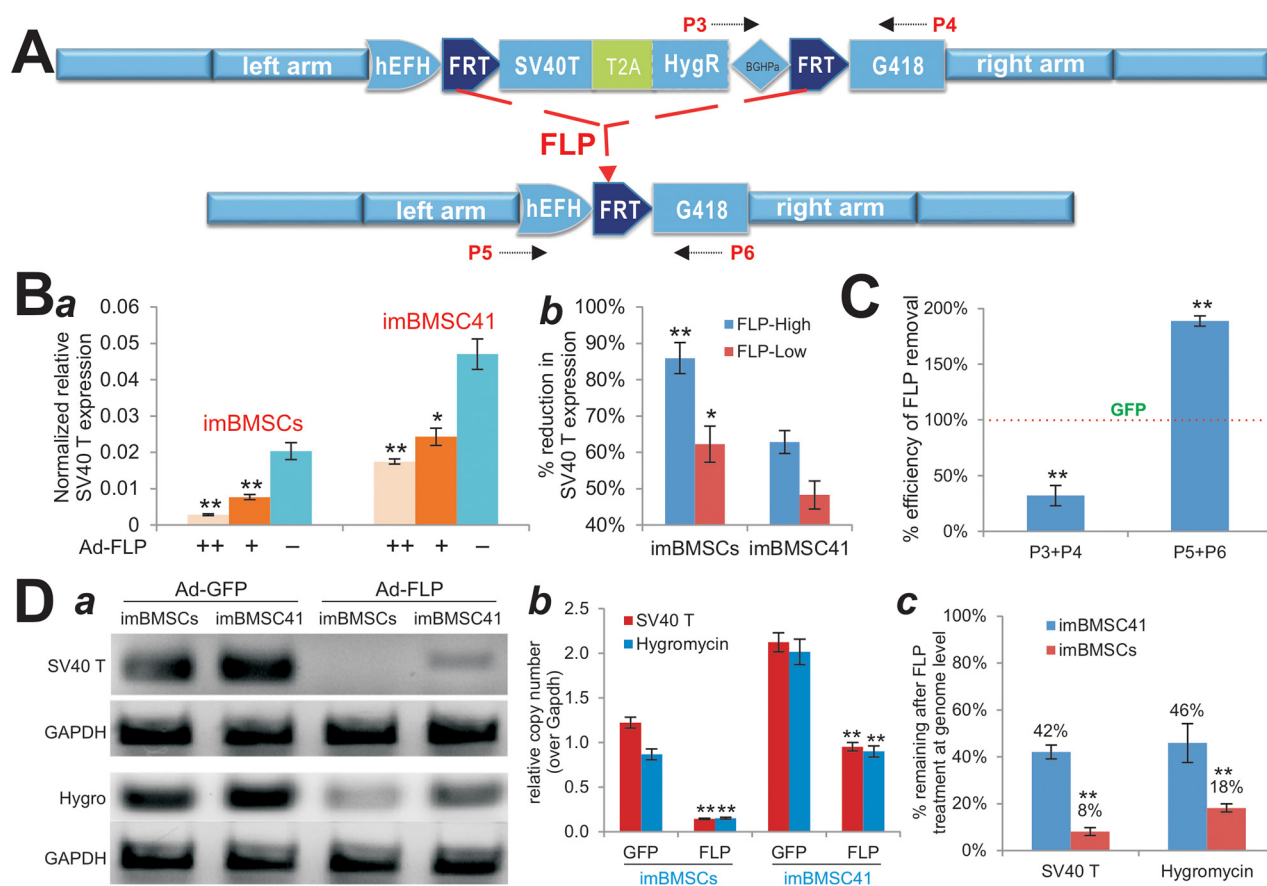 A
P3
P4
left arm
hEFH
FRT
SV40T
T2A
HygR
BGHPa
FRT
G418
right arm
FLP
left arm
hEFH
FRT
G418
right arm
P5
P6
B
a
Normalized relative
SV40 T expression
0.06
0.05
0.04
0.03
0.02
0.01
0
imBMSCs
imBMSC41
**
**
**
*
Ad-FLP
++
+
–
++
+
–
b
% reduction in
SV40 T expression
100%
90%
80%
70%
60%
50%
40%
FLP-High
FLP-Low
**
*
imBMSCs
imBMSC41
C
% efficiency of FLP removal
200%
150%
100%
50%
0%
GFP
**
**
P3+P4
P5+P6
D
a
Ad-GFP
Ad-FLP
imBMSCs
imBMSC41
imBMSCs
imBMSC41
SV40 T
GAPDH
Hygro
GAPDH
b
relative copy number
(over Gapdh)
2.5
2.0
1.5
1.0
0.5
0.0
SV40 T
Hygromycin
**
**
**
**
GFP
FLP
GFP
FLP
imBMSCs
imBMSC41
c
% remaining after FLP
treatment at genome level
100%
80%
60%
40%
20%
0%
imBMSC41
imBMSCs
42%
**
8%
46%
**
18%
SV40 T
Hygromycin